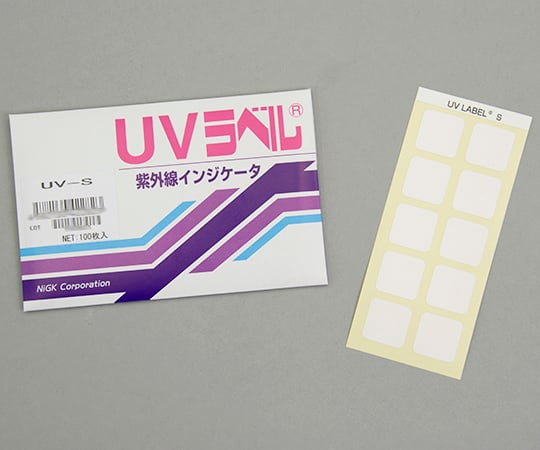 UVラベル®
紫外線インジケータ
UV-S
LOT
NET:100枚入
NiGK Corporation
UV LABEL® S